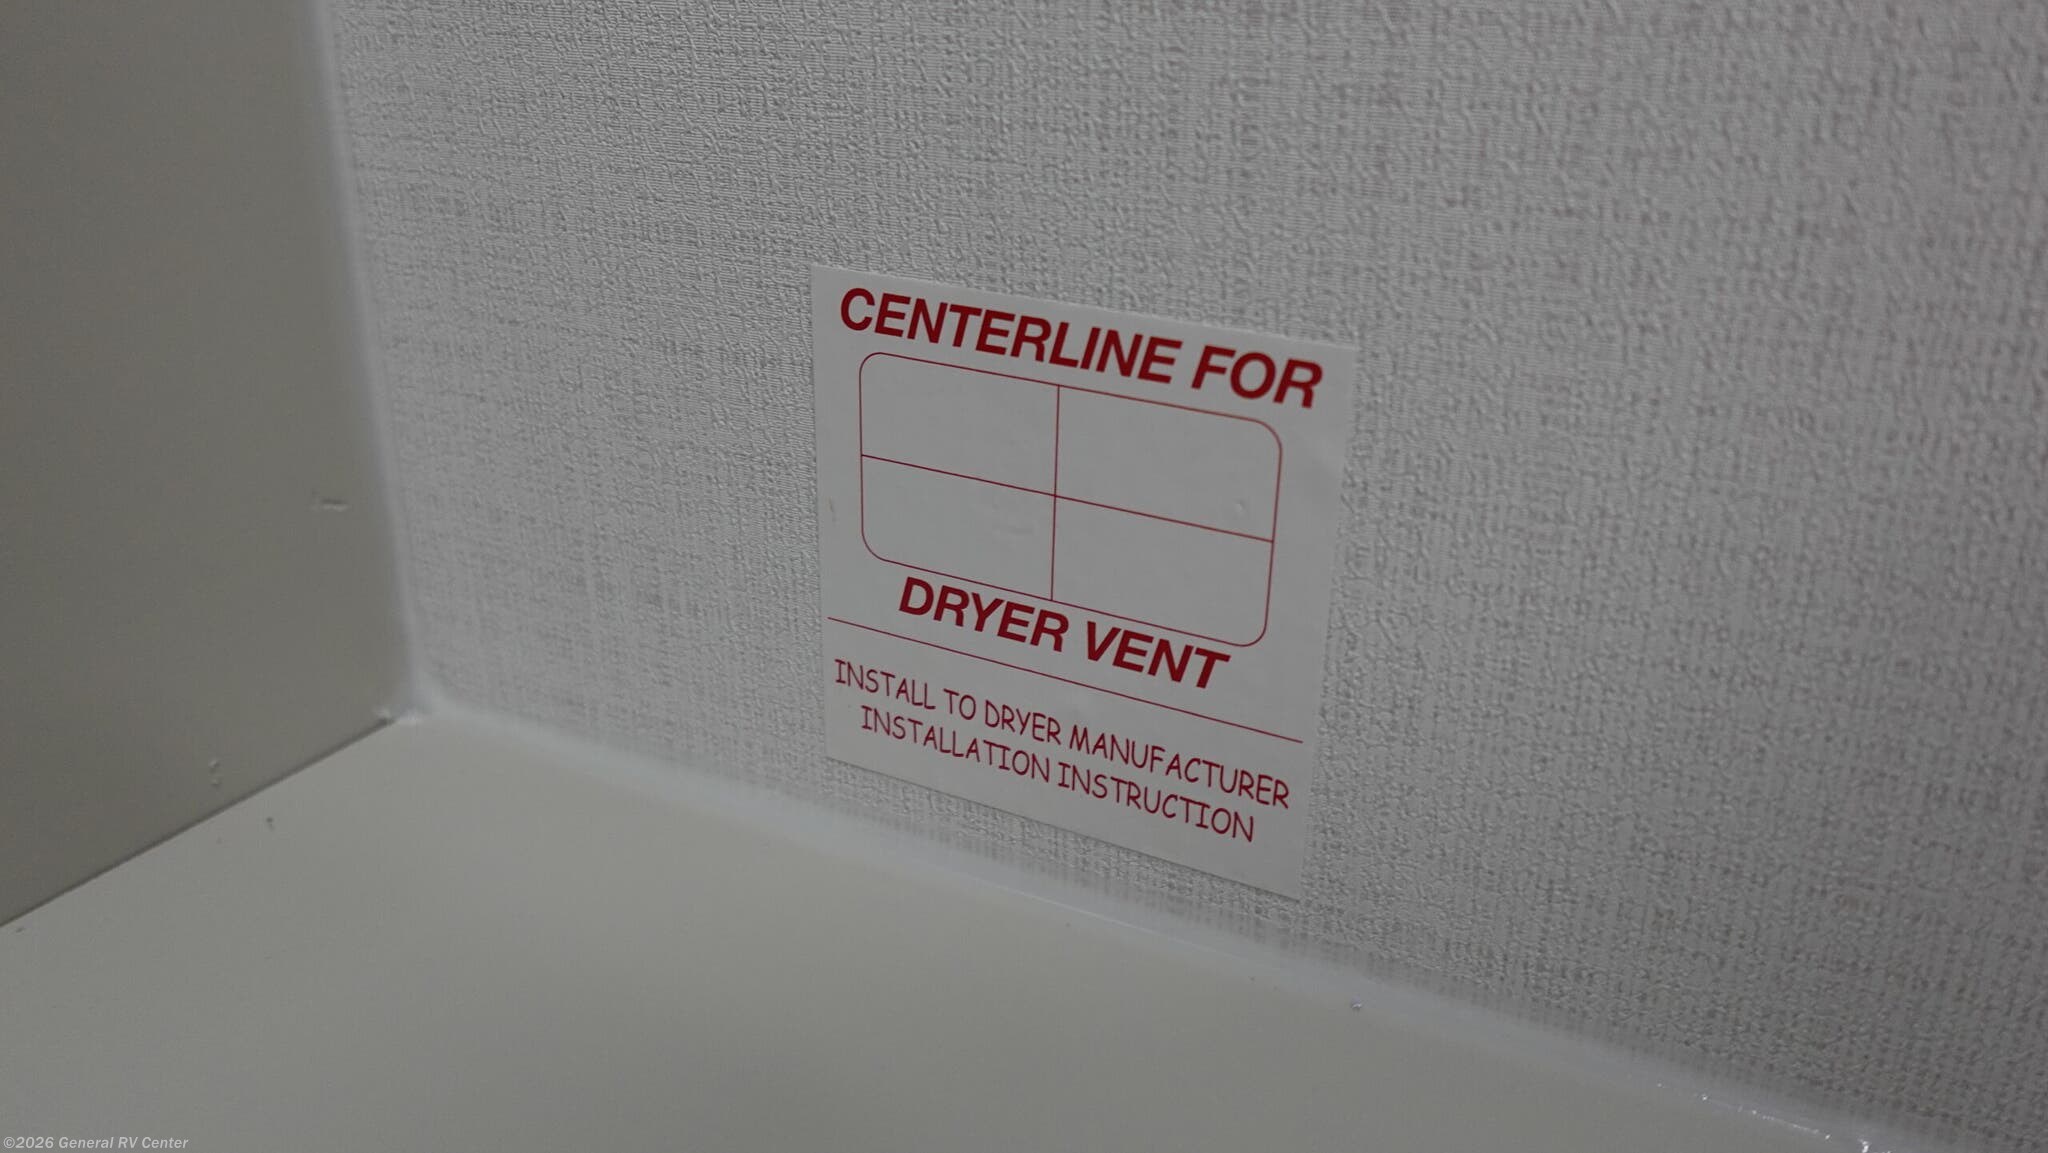 CENTERLINE FOR
DRYER VENT
INSTALL TO DRYER MANUFACTURER
INSTALLATION INSTRUCTION
©2026 General RV Center